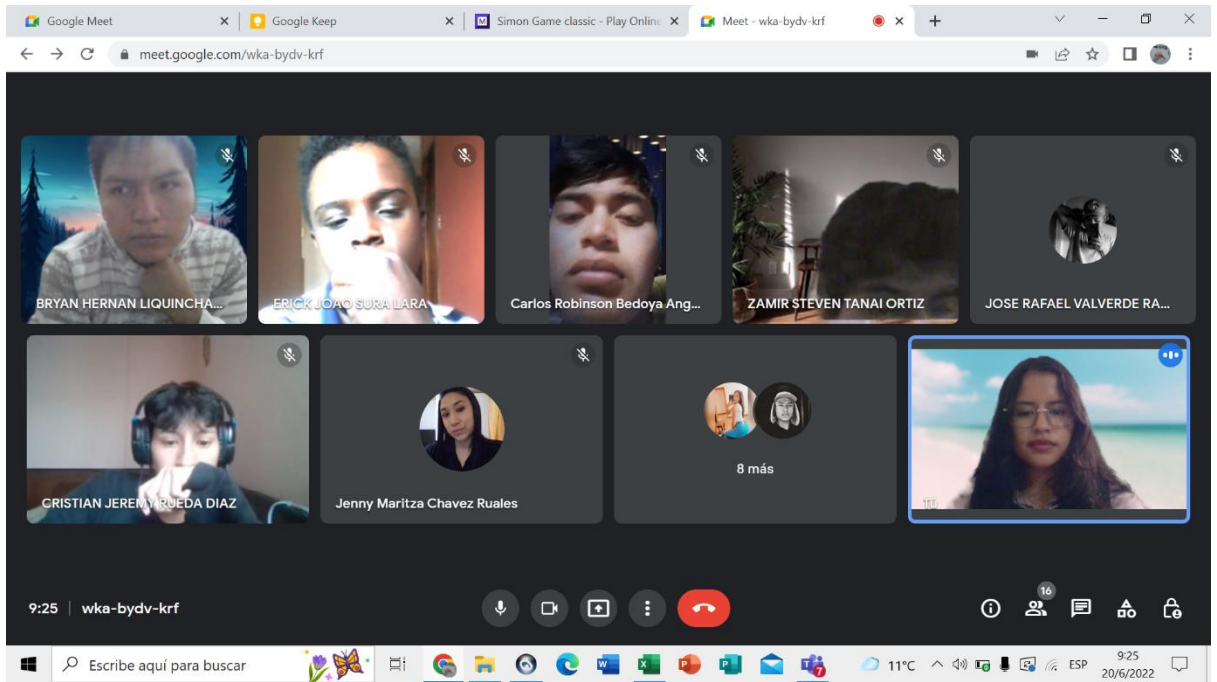 Google Meet
Google Keep
Simon Game classic - Play Online
Meet - wka-bydv-krf
meet.google.com/wka-bydv-krf
BRYAN HERNAN LIQUINCHA...
ERICK JOAO SURA LARA
Carlos Robinson Bedoya Ang...
ZAMIR STEVEN TANAI ORTIZ
JOSE RAFAEL VALVERDE RA...
CRISTIAN JEREMY RUEDA DIAZ
Jenny Maritza Chavez Ruales
8 más
Tú
9:25 | wka-bydv-krf
16
Escribe aquí para buscar
7
11°C
ESP
9:25
20/6/2022